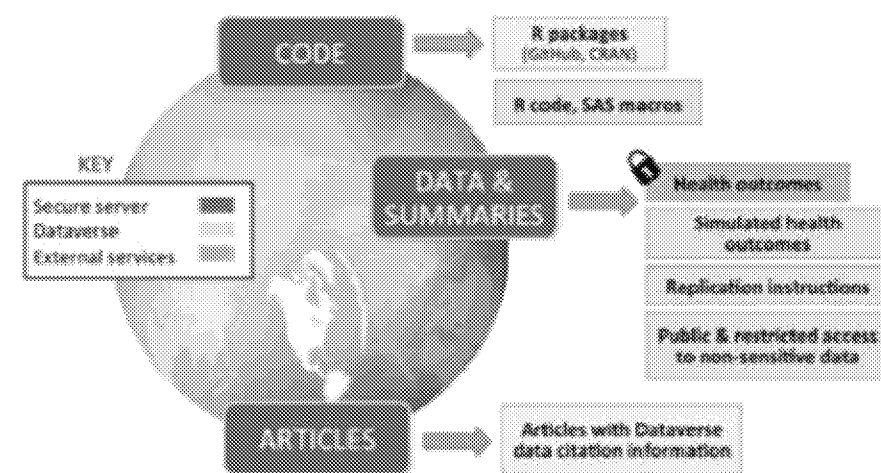 CODE
R packages
(GitHub, CRAN)
R code, SAS macros
KEY
Secure server
Dataverse
External services
DATA &
SUMMARIES
Health outcomes
Simulated health
outcomes
Replication instructions
Public & restricted access
to non-sensitive data
ARTICLES
Articles with Dataverse
data citation information